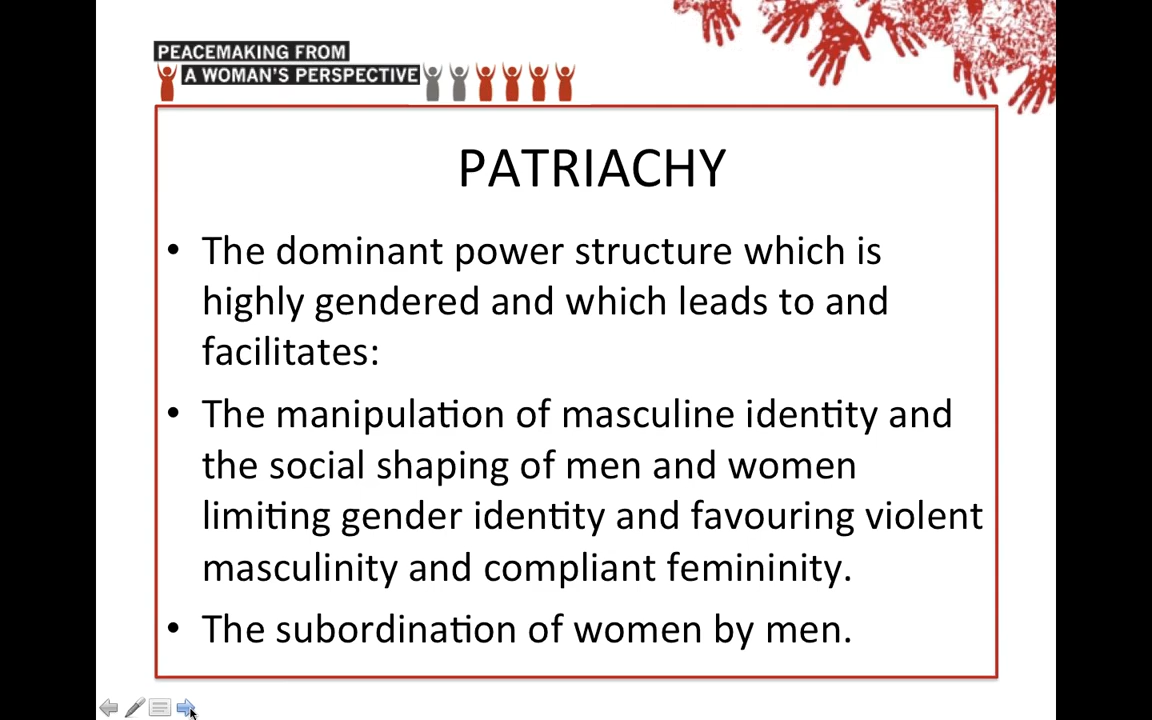 PEACEMAKING FROM
A WOMAN'S PERSPECTIVE
PATRIACHY
• The dominant power structure which is
highly gendered and which leads to and
facilitates:
• The manipulation of masculine identity and
the social shaping of men and women
limiting gender identity and favouring violent
masculinity and compliant femininity.
• The subordination of women by men.